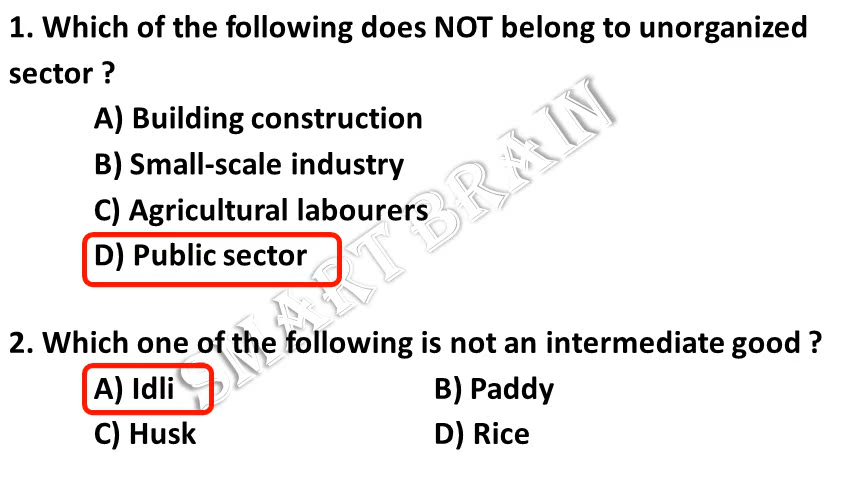 1. Which of the following does NOT belong to unorganized
sector ?
A) Building construction
B) Small-scale industry
C) Agricultural labourers
D) Public sector
SMART BRAIN
2. Which one of the following is not an intermediate good ?
A) Idli B) Paddy
C) Husk D) Rice